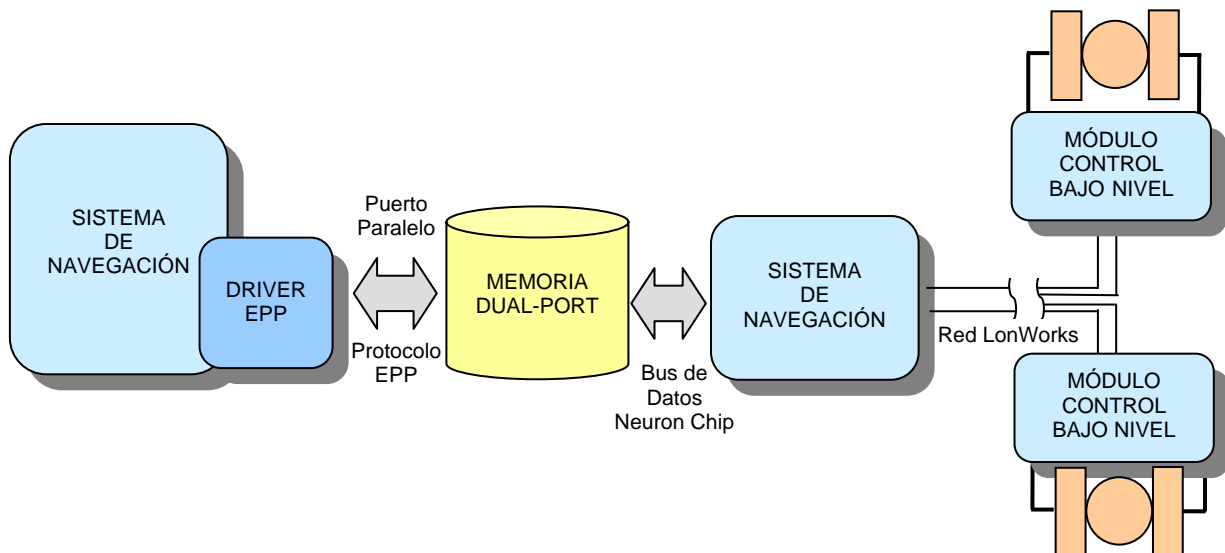 SISTEMA
DE
NAVEGACIÓN
DRIVER
EPP
Puerto
Paralelo
Protocolo
EPP
MEMORIA
DUAL-PORT
Bus de
Datos
Neuron Chip
SISTEMA
DE
NAVEGACIÓN
Red LonWorks
MÓDULO
CONTROL
BAJO NIVEL
MÓDULO
CONTROL
BAJO NIVEL